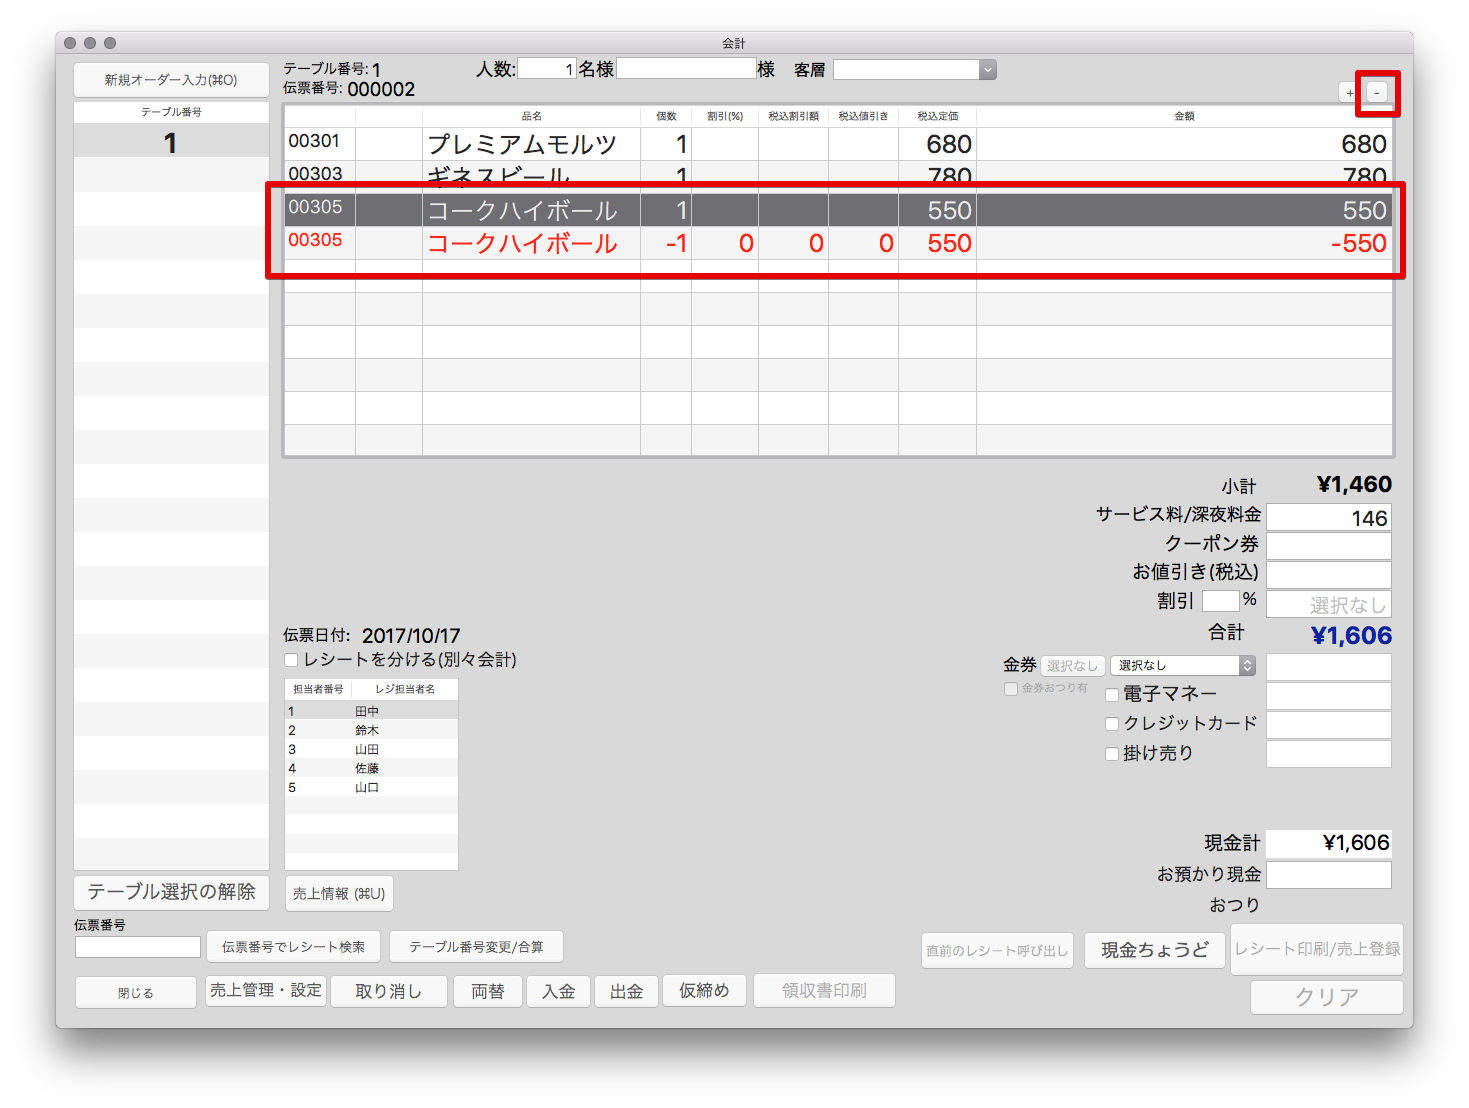 会計
新規オーダー入力(⌘O)
テーブル番号
1
テーブル番号: 1
人数: 1 名様 様 客層
伝票番号: 000002
+ -
品名 個数 割引(%) 税込割引額 税込値引き 税込定価 金額
00301 プレミアムモルツ 1 680 680
00303 ギネスビール 1 780 780
00305 コークハイボール 1 550 550
00305 コークハイボール -1 0 0 0 550 -550
小計 ¥1,460
サービス料/深夜料金 146
クーポン券
お値引き(税込)
割引 % 選択なし
合計 ¥1,606
伝票日付: 2017/10/17
レシートを分ける(別々会計)
担当者番号 レジ担当者名
1 田中
2 鈴木
3 山田
4 佐藤
5 山口
金券 選択なし 選択なし
金券おつり有
電子マネー
クレジットカード
掛け売り
現金計 ¥1,606
お預かり現金
おつり
テーブル選択の解除
売上情報 (⌘U)
伝票番号
伝票番号でレシート検索
テーブル番号変更/合算
直前のレシート呼び出し
現金ちょうど
レシート印刷/売上登録
閉じる
売上管理・設定
取り消し
両替
入金
出金
仮締め
領収書印刷
クリア